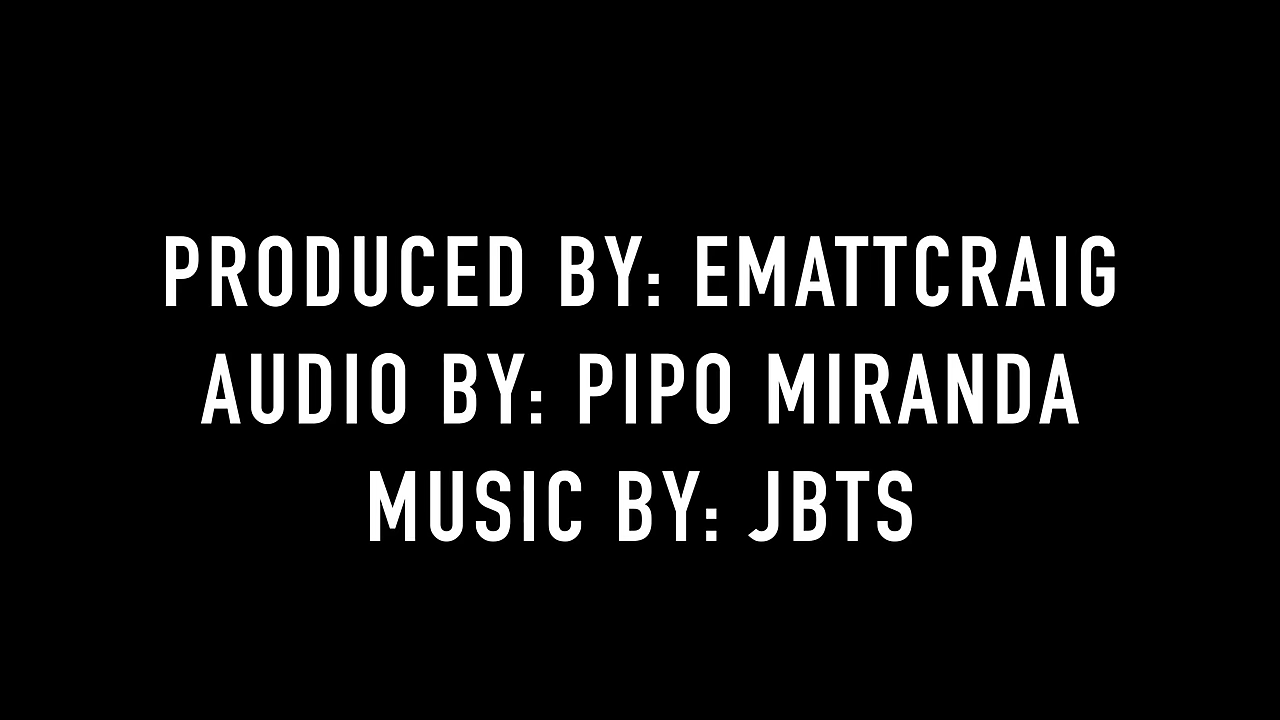 PRODUCED BY: EMATTCRAIG
AUDIO BY: PIPO MIRANDA
MUSIC BY: JBTS